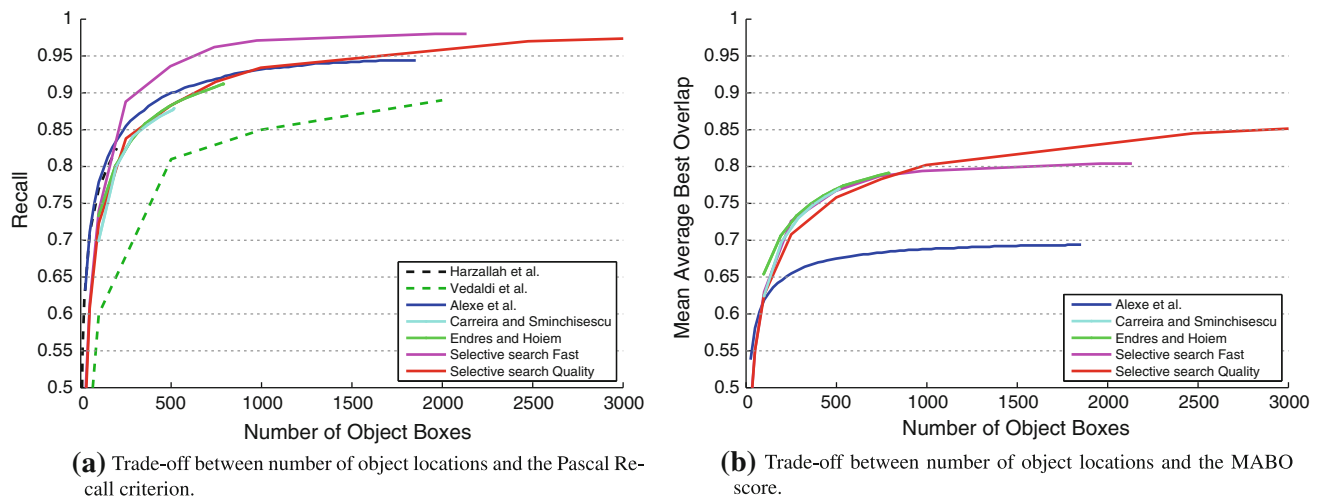 1
0.95
0.9
0.85
0.8
0.75
0.7
0.65
0.6
0.55
0.5
Recall
0 500 1000 1500 2000 2500 3000
Number of Object Boxes
Harzallah et al.
Vedaldi et al.
Alexe et al.
Carreira and Sminchisescu
Endres and Hoiem
Selective search Fast
Selective search Quality
(a) Trade-off between number of object locations and the Pascal Re-
call criterion.
1
0.95
0.9
0.85
0.8
0.75
0.7
0.65
0.6
0.55
0.5
Mean Average Best Overlap
0 500 1000 1500 2000 2500 3000
Number of Object Boxes
Alexe et al.
Carreira and Sminchisescu
Endres and Hoiem
Selective search Fast
Selective search Quality
(b) Trade-off between number of object locations and the MABO
score.